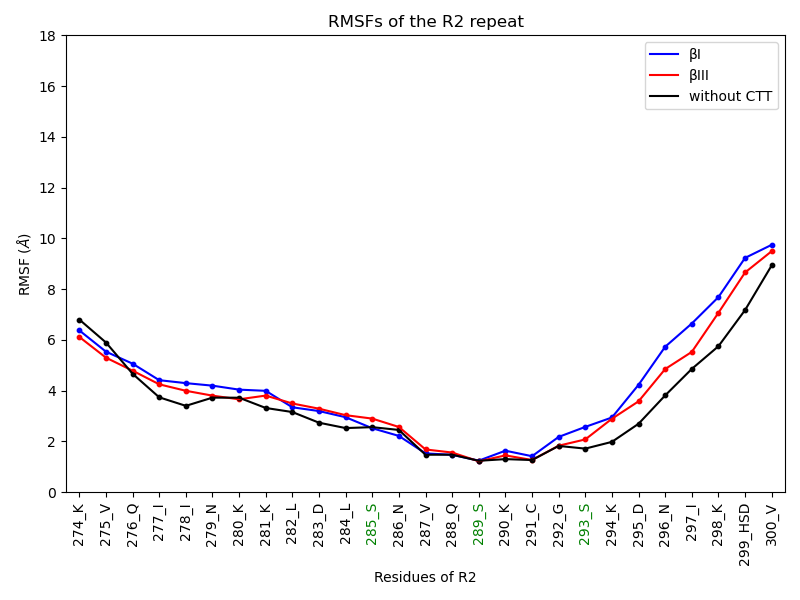 RMSFs of the R2 repeat
18
16
14
12
10
8
6
4
2
0
RMSF (Å)
βI
βIII
without CTT
274_K
275_V
276_Q
277_I
278_I
279_N
280_K
281_K
282_L
283_D
284_L
285_S
286_N
287_V
288_Q
289_S
290_K
291_C
292_G
293_S
294_K
295_D
296_N
297_I
298_K
299_HSD
300_V
Residues of R2